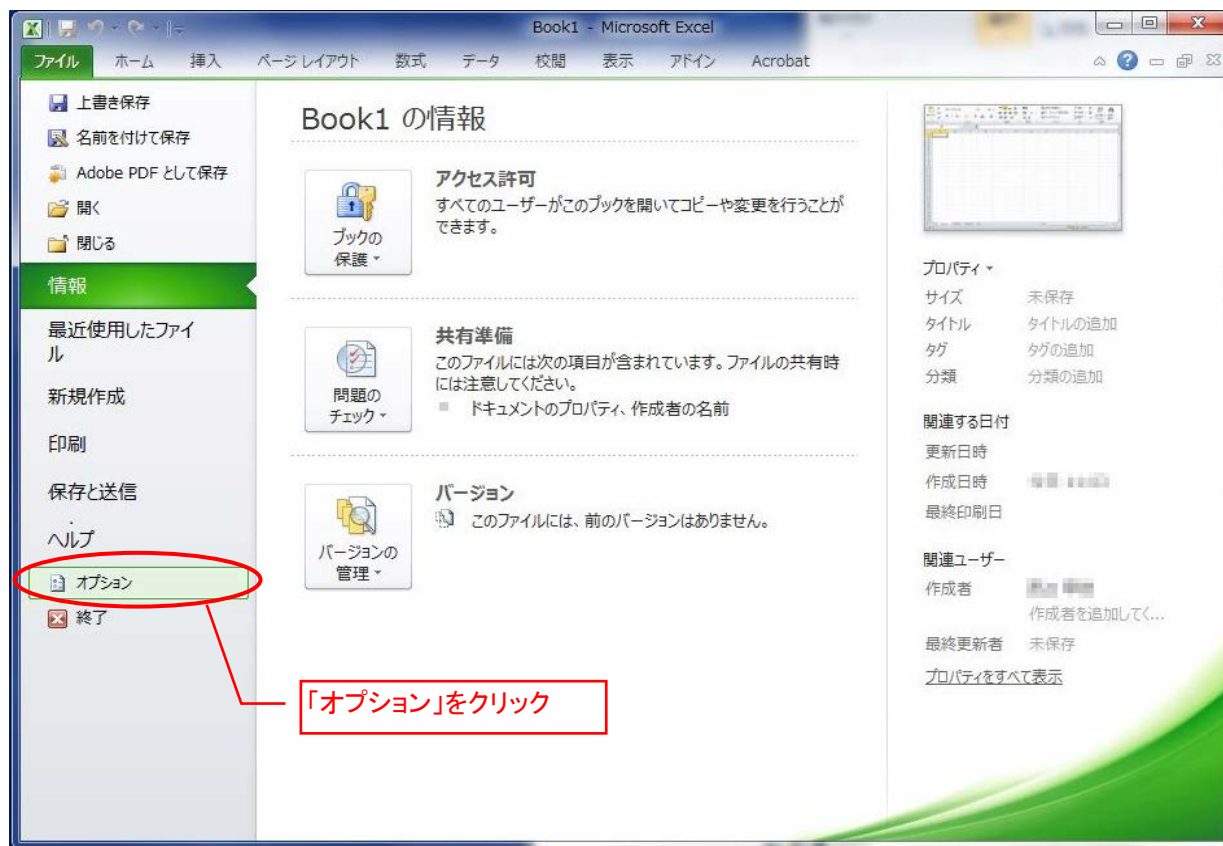 Book1 - Microsoft Excel
ファイル ホーム 挿入 ページ レイアウト 数式 データ 校閲 表示 アドイン Acrobat
上書き保存
名前を付けて保存
Adobe PDF として保存
開く
閉じる
情報
最近使用したファイ
ル
新規作成
印刷
保存と送信
ヘルプ
オプション
終了
Book1 の情報
ブックの
保護
アクセス許可
すべてのユーザーがこのブックを開いてコピーや変更を行うことが
できます。
問題の
チェック
共有準備
このファイルには次の項目が含まれています。ファイルの共有時
には注意してください。
ドキュメントのプロパティ、作成者の名前
バージョンの
管理
バージョン
このファイルには、前のバージョンはありません。
「オプション」をクリック
プロパティ
サイズ 未保存
タイトル タイトルの追加
タグ タグの追加
分類 分類の追加
関連する日付
更新日時
作成日時
最終印刷日
関連ユーザー
作成者
作成者を追加してく...
最終更新者 未保存
プロパティをすべて表示